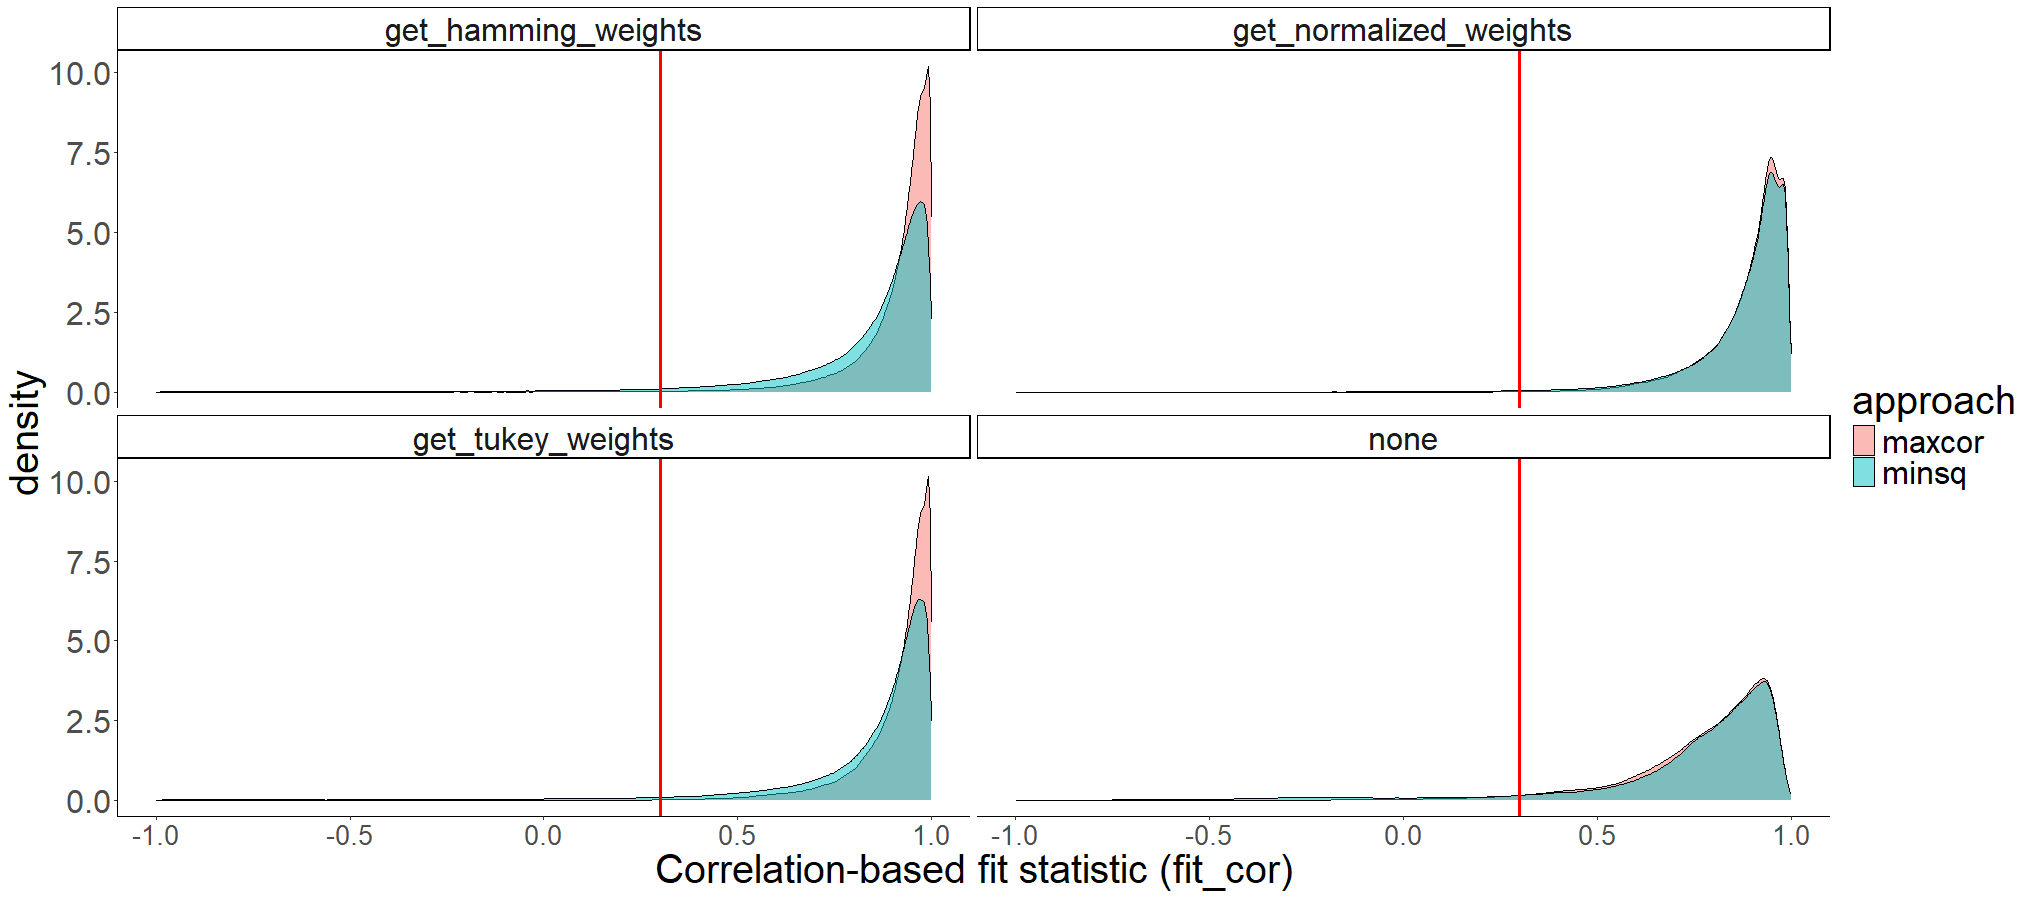 get_hamming_weights
get_normalized_weights
10.0
7.5
5.0
2.5
0.0
get_tukey_weights
none
10.0
7.5
5.0
2.5
0.0
density
-1.0
-0.5
0.0
0.5
1.0
-1.0
-0.5
0.0
0.5
1.0
Correlation-based fit statistic (fit_cor)
approach
maxcor
minsq